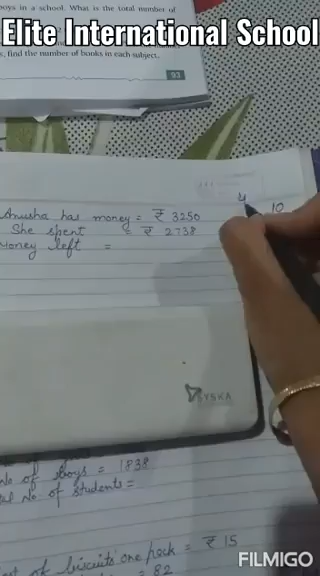 boys in a school. What is the total number of
Elite International School
s, find the number of books in each subject.
93
4 10
Anusha has money = ₹ 3250
She spent = ₹ 2738
Money left =
SYSKA
No of boys = 1838
No. of students =
of biscuits one pack = ₹ 15
= 82
FILMIGO